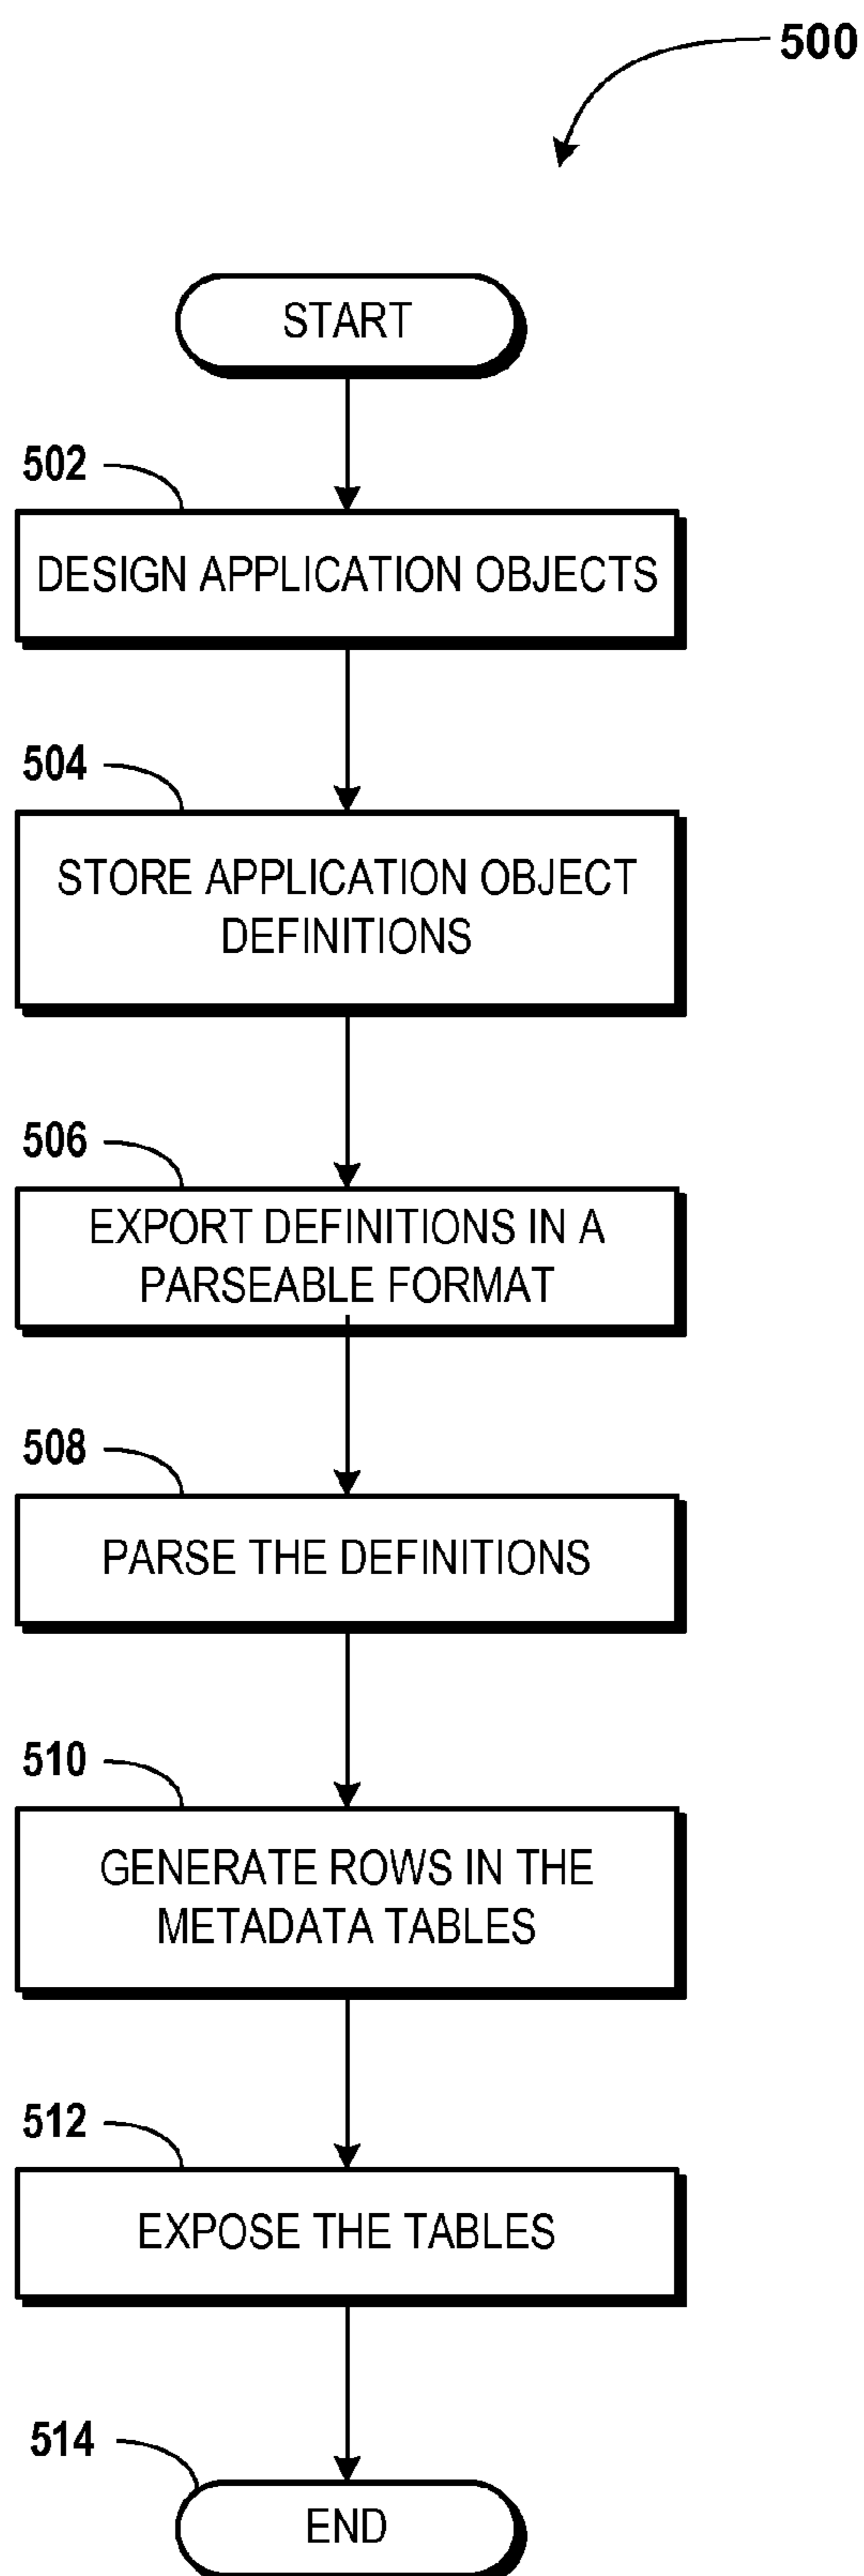 500
START
502
DESIGN APPLICATION OBJECTS
504
STORE APPLICATION OBJECT
DEFINITIONS
506
EXPORT DEFINITIONS IN A
PARSEABLE FORMAT
508
PARSE THE DEFINITIONS
510
GENERATE ROWS IN THE
METADATA TABLES
512
EXPOSE THE TABLES
514
END